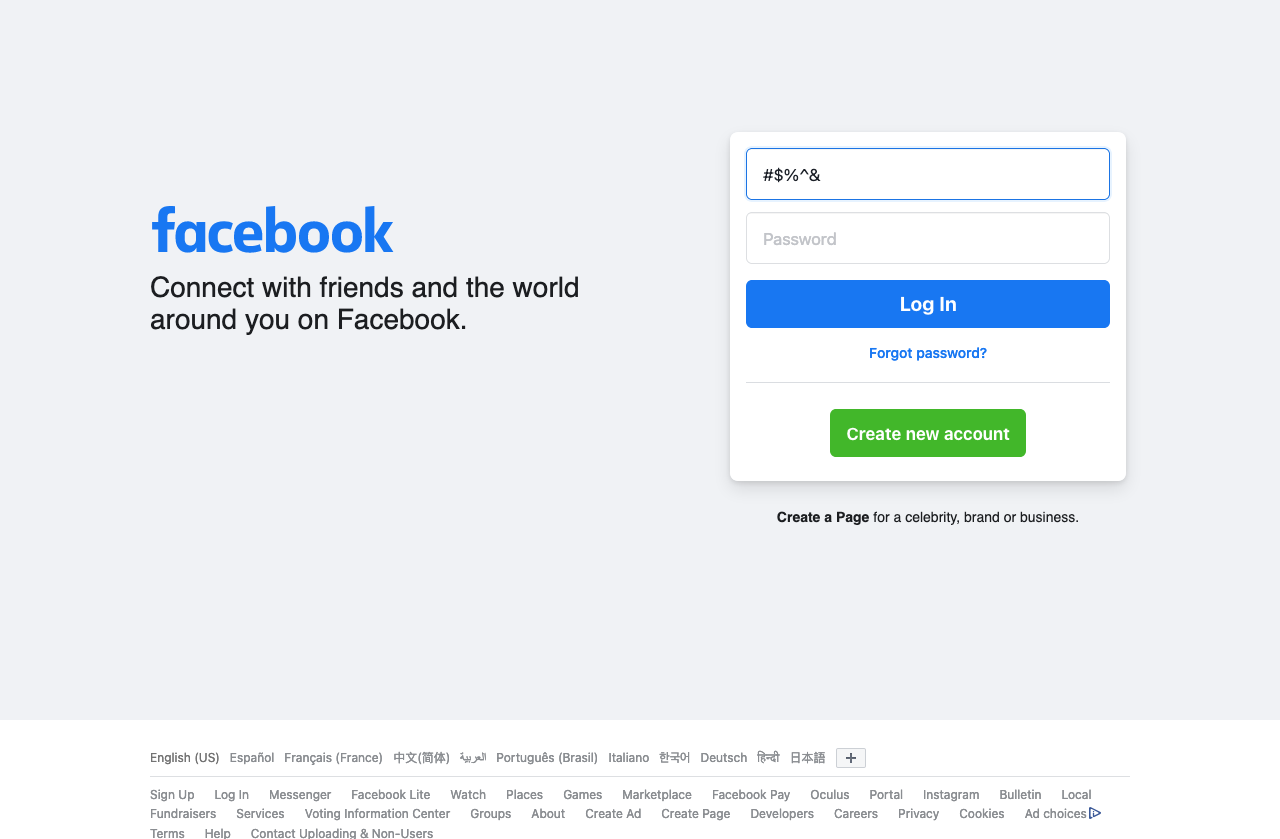 facebook
Connect with friends and the world
around you on Facebook.
#$%^&
Password
Log In
Forgot password?
Create new account
Create a Page for a celebrity, brand or business.
English (US) Español Français (France) 中文(简体) العربية Português (Brasil) Italiano 한국어 Deutsch हिन्दी 日本語
Sign Up Log In Messenger Facebook Lite Watch Places Games Marketplace Facebook Pay Oculus Portal Instagram Bulletin Local
Fundraisers Services Voting Information Center Groups About Create Ad Create Page Developers Careers Privacy Cookies Ad choices
Terms Help Contact Uploading & Non-Users